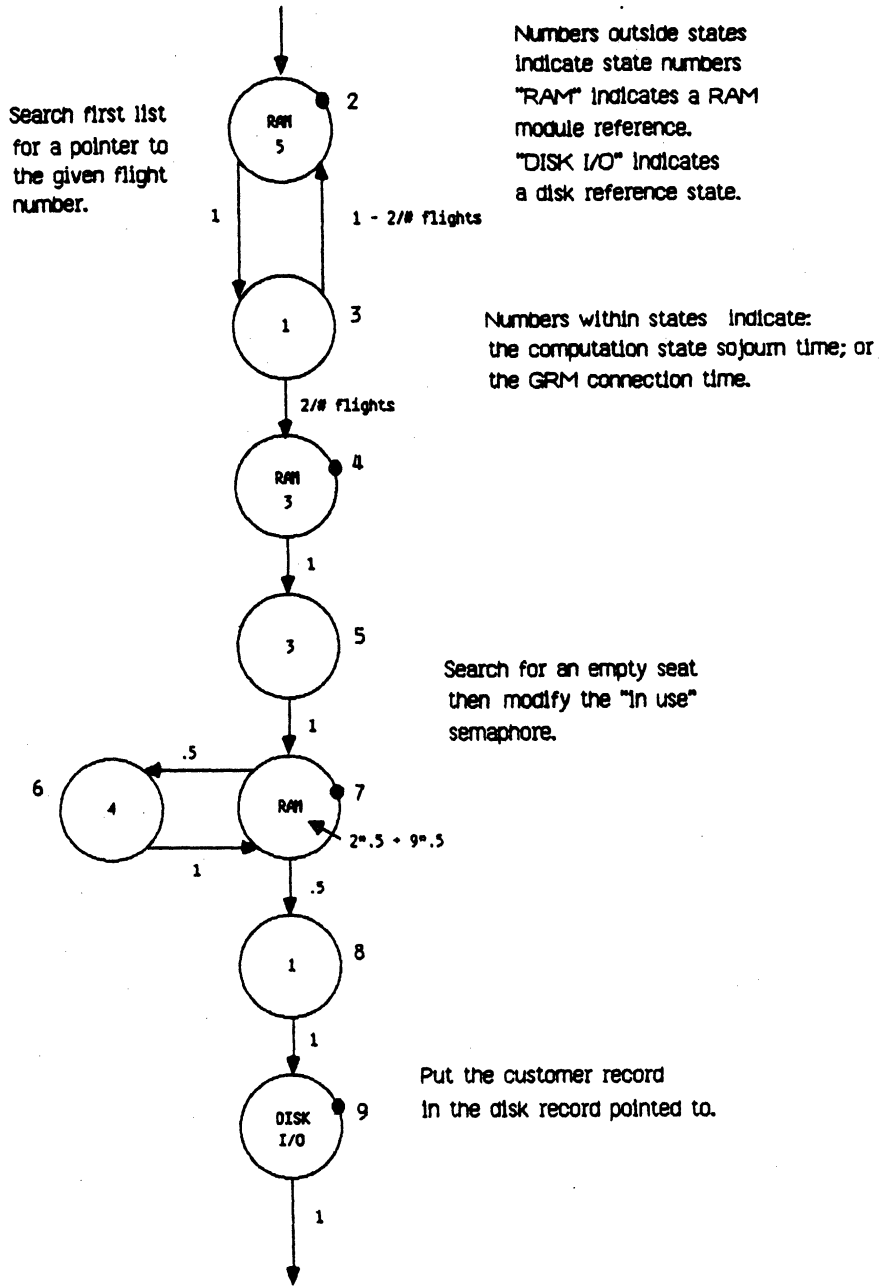 Numbers outside states
indicate state numbers
"RAM" indicates a RAM
module reference.
"DISK I/O" indicates
a disk reference state.
Search first list
for a pointer to
the given flight
number.
RAM
5
2
1
1 - 2/# flights
1
3
Numbers within states indicate:
the computation state sojourn time; or
the GRM connection time.
2/# flights
RAM
3
4
1
3
5
Search for an empty seat
then modify the "in use"
semaphore.
1
.5
6
4
RAM
7
2*.5 + 9*.5
1
.5
1
8
1
Put the customer record
in the disk record pointed to.
DISK
I/O
9
1